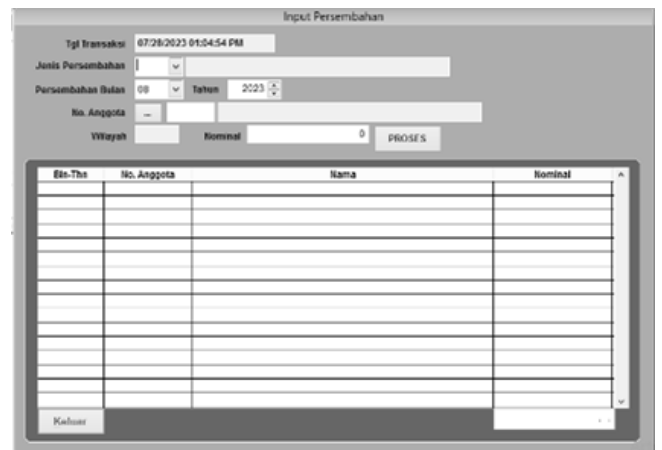 Input Persembahan
Tgl Transaksi 07/28/2023 01:04:54 PM
Jenis Persembahan
Persembahan Bulan 08 Tahun 2023
No. Anggota ...
Wilayah Nominal 0 PROSES
Bln-Thn No. Anggota Nama Nominal
Keluar